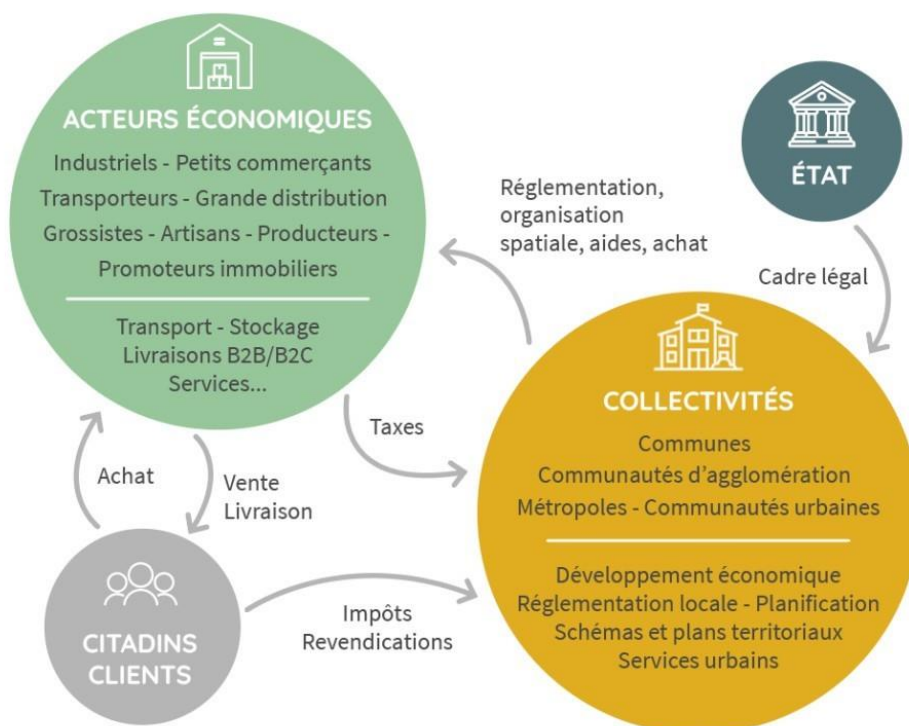 ACTEURS ÉCONOMIQUES
Industriels - Petits commerçants
Transporteurs - Grande distribution
Grossistes - Artisans - Producteurs -
Promoteurs immobiliers
Transport - Stockage
Livraisons B2B/B2C
Services...
ÉTAT
Réglementation,
organisation
spatiale, aides, achat
Cadre légal
COLLECTIVITÉS
Communes
Communautés d’agglomération
Métropoles - Communautés urbaines
Développement économique
Réglementation locale - Planification
Schémas et plans territoriaux
Services urbains
Taxes
Achat
Vente
Livraison
CITADINS
CLIENTS
Impôts
Revendications